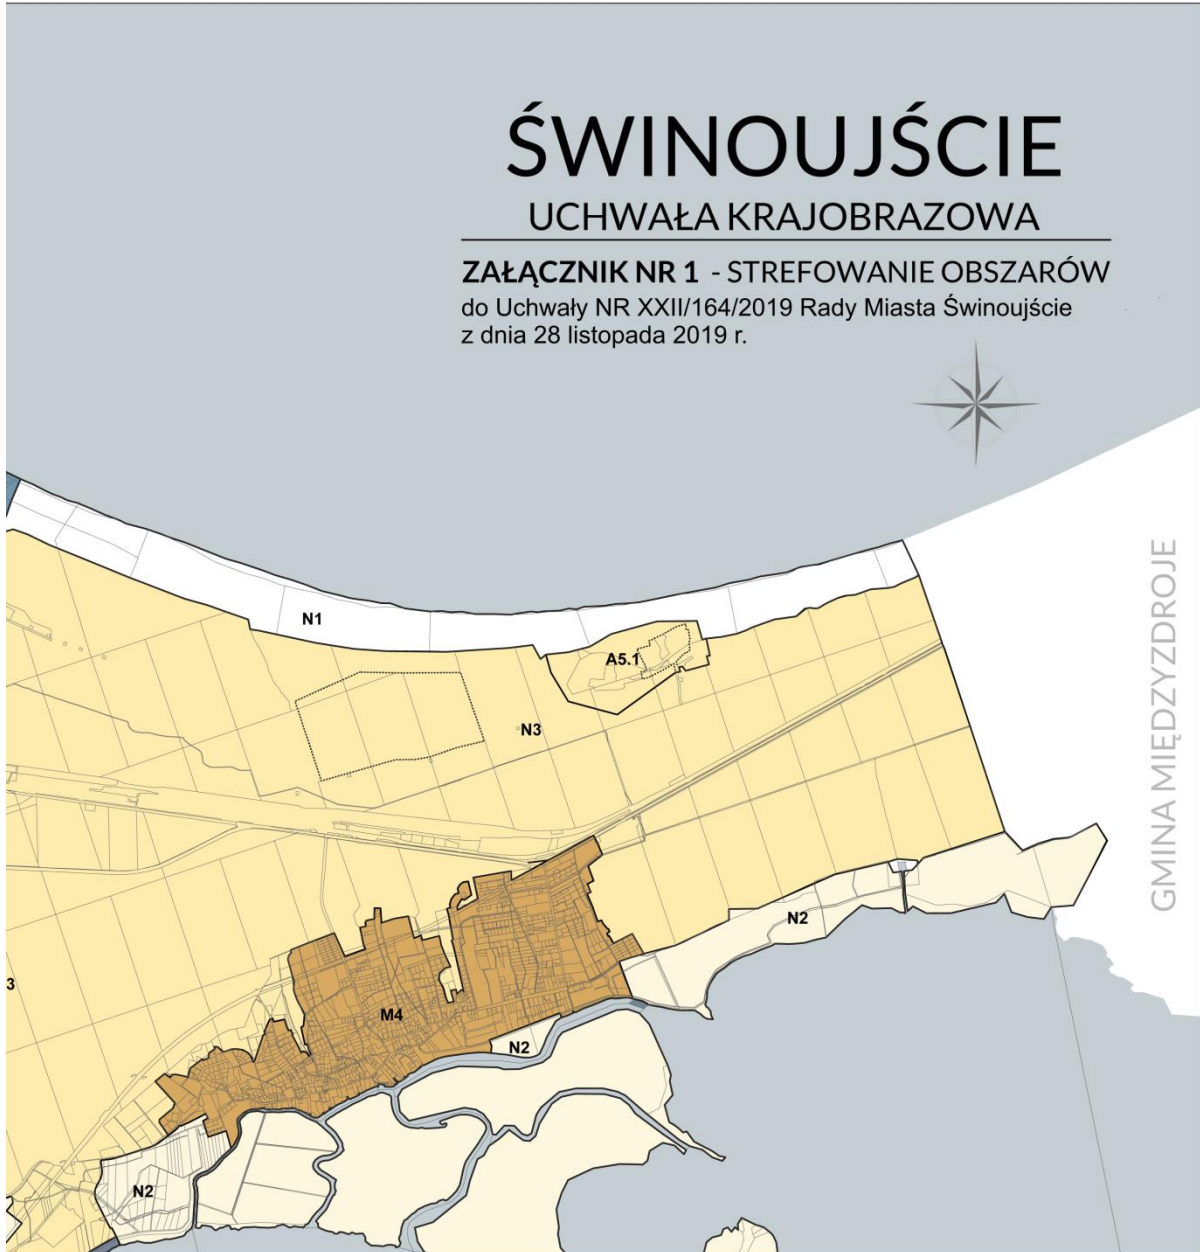 ŚWINOUJŚCIE
UCHWAŁA KRAJOBRAZOWA
ZAŁĄCZNIK NR 1 - STREFOWANIE OBSZARÓW
do Uchwały NR XXII/164/2019 Rady Miasta Świnoujście
z dnia 28 listopada 2019 r.
GMINA MIĘDZYZDROJE
N1
A5.1
N3
N2
3
M4
N2
N2